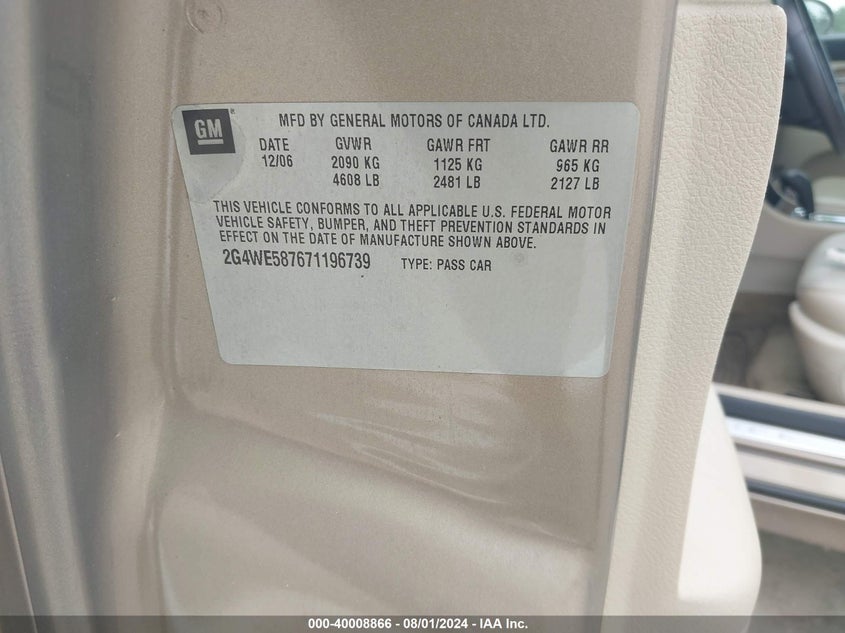 GM
MFD BY GENERAL MOTORS OF CANADA LTD.
DATE GVWR GAWR FRT GAWR RR
12/06 2090 KG 1125 KG 965 KG
4608 LB 2481 LB 2127 LB
THIS VEHICLE CONFORMS TO ALL APPLICABLE U.S. FEDERAL MOTOR
VEHICLE SAFETY, BUMPER, AND THEFT PREVENTION STANDARDS IN
EFFECT ON THE DATE OF MANUFACTURE SHOWN ABOVE.
2G4WE587671196739 TYPE: PASS CAR
000-40008866 - 08/01/2024 - IAA Inc.